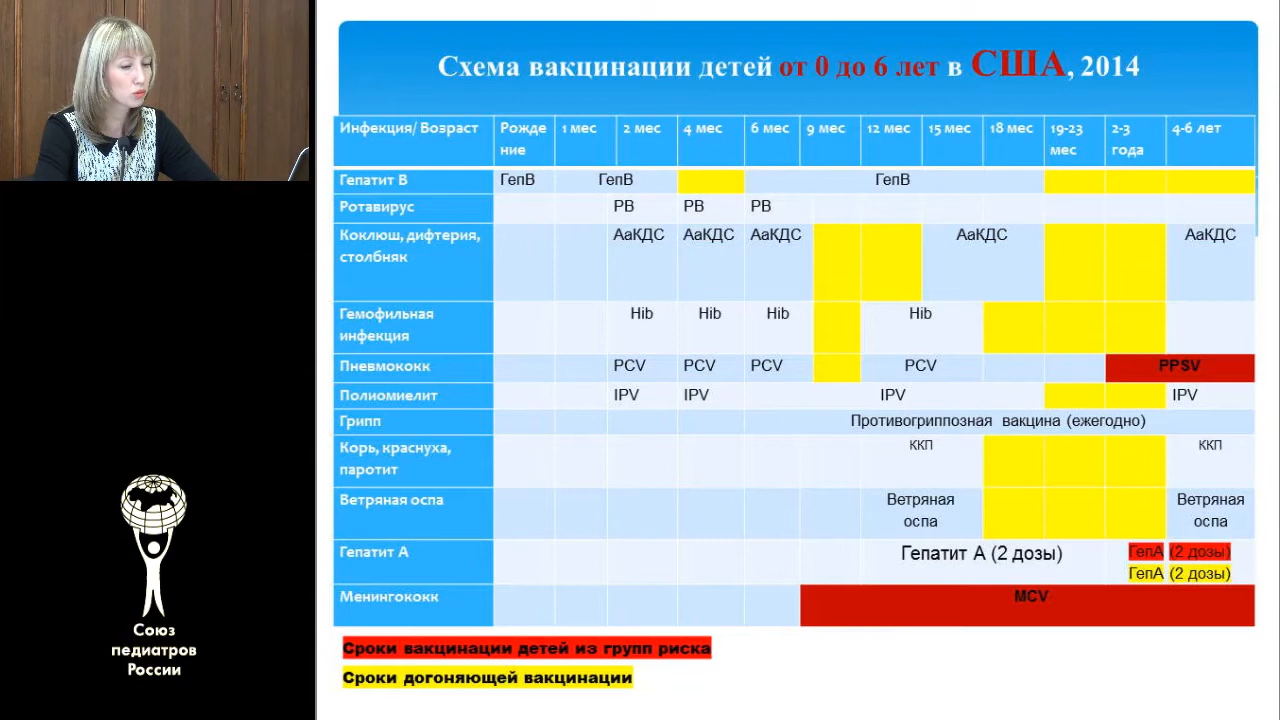 Схема вакцинации детей от 0 до 6 лет в США, 2014
Инфекция/ Возраст Рожде ние 1 мес 2 мес 4 мес 6 мес 9 мес 12 мес 15 мес 18 мес 19-23 мес 2-3 года 4-6 лет
Гепатит В ГепВ ГепВ ГепВ
Ротавирус РВ РВ РВ
Коклюш, дифтерия, столбняк АаКДС АаКДС АаКДС АаКДС АаКДС
Гемофильная инфекция Hib Hib Hib Hib
Пневмококк PCV PCV PCV PCV PPSV
Полиомиелит IPV IPV IPV IPV
Грипп Противогриппозная вакцина (ежегодно)
Корь, краснуха, паротит ККП ККП
Ветряная оспа Ветряная оспа Ветряная оспа
Гепатит А Гепатит А (2 дозы) ГепА (2 дозы)
ГепА (2 дозы)
Менингококк MCV
Сроки вакцинации детей из групп риска
Сроки догоняющей вакцинации
Союз
педиатров
России